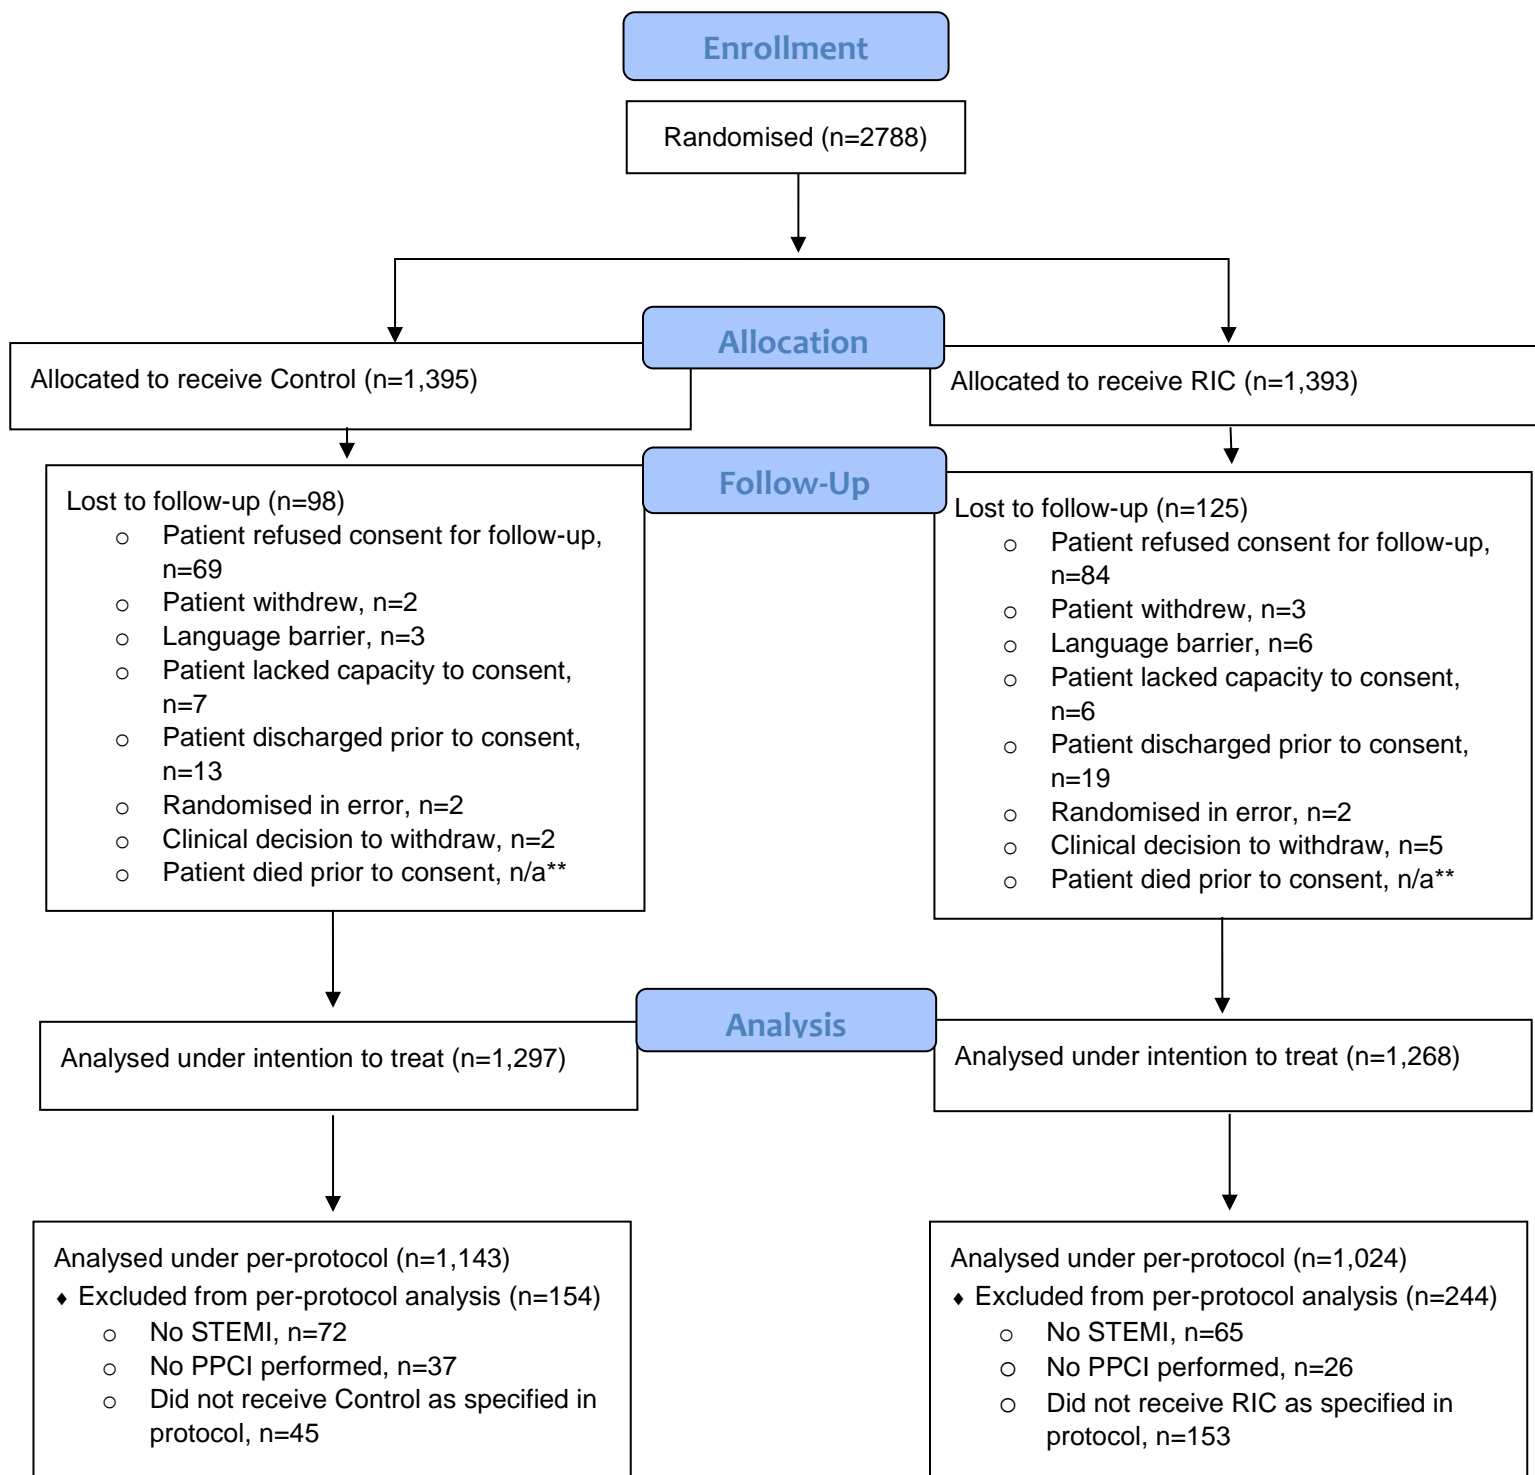 Enrollment
Randomised (n=2788)
Allocation
Allocated to receive Control (n=1,395)
Allocated to receive RIC (n=1,393)
Follow-Up
Lost to follow-up (n=98)
o Patient refused consent for follow-up,
n=69
o Patient withdrew, n=2
o Language barrier, n=3
o Patient lacked capacity to consent,
n=7
o Patient discharged prior to consent,
n=13
o Randomised in error, n=2
o Clinical decision to withdraw, n=2
o Patient died prior to consent, n/a**
Lost to follow-up (n=125)
o Patient refused consent for follow-up,
n=84
o Patient withdrew, n=3
o Language barrier, n=6
o Patient lacked capacity to consent,
n=6
o Patient discharged prior to consent,
n=19
o Randomised in error, n=2
o Clinical decision to withdraw, n=5
o Patient died prior to consent, n/a**
Analysis
Analysed under intention to treat (n=1,297)
Analysed under intention to treat (n=1,268)
Analysed under per-protocol (n=1,143)
♦ Excluded from per-protocol analysis (n=154)
o No STEMI, n=72
o No PPCI performed, n=37
o Did not receive Control as specified in
protocol, n=45
Analysed under per-protocol (n=1,024)
♦ Excluded from per-protocol analysis (n=244)
o No STEMI, n=65
o No PPCI performed, n=26
o Did not receive RIC as specified in
protocol, n=153